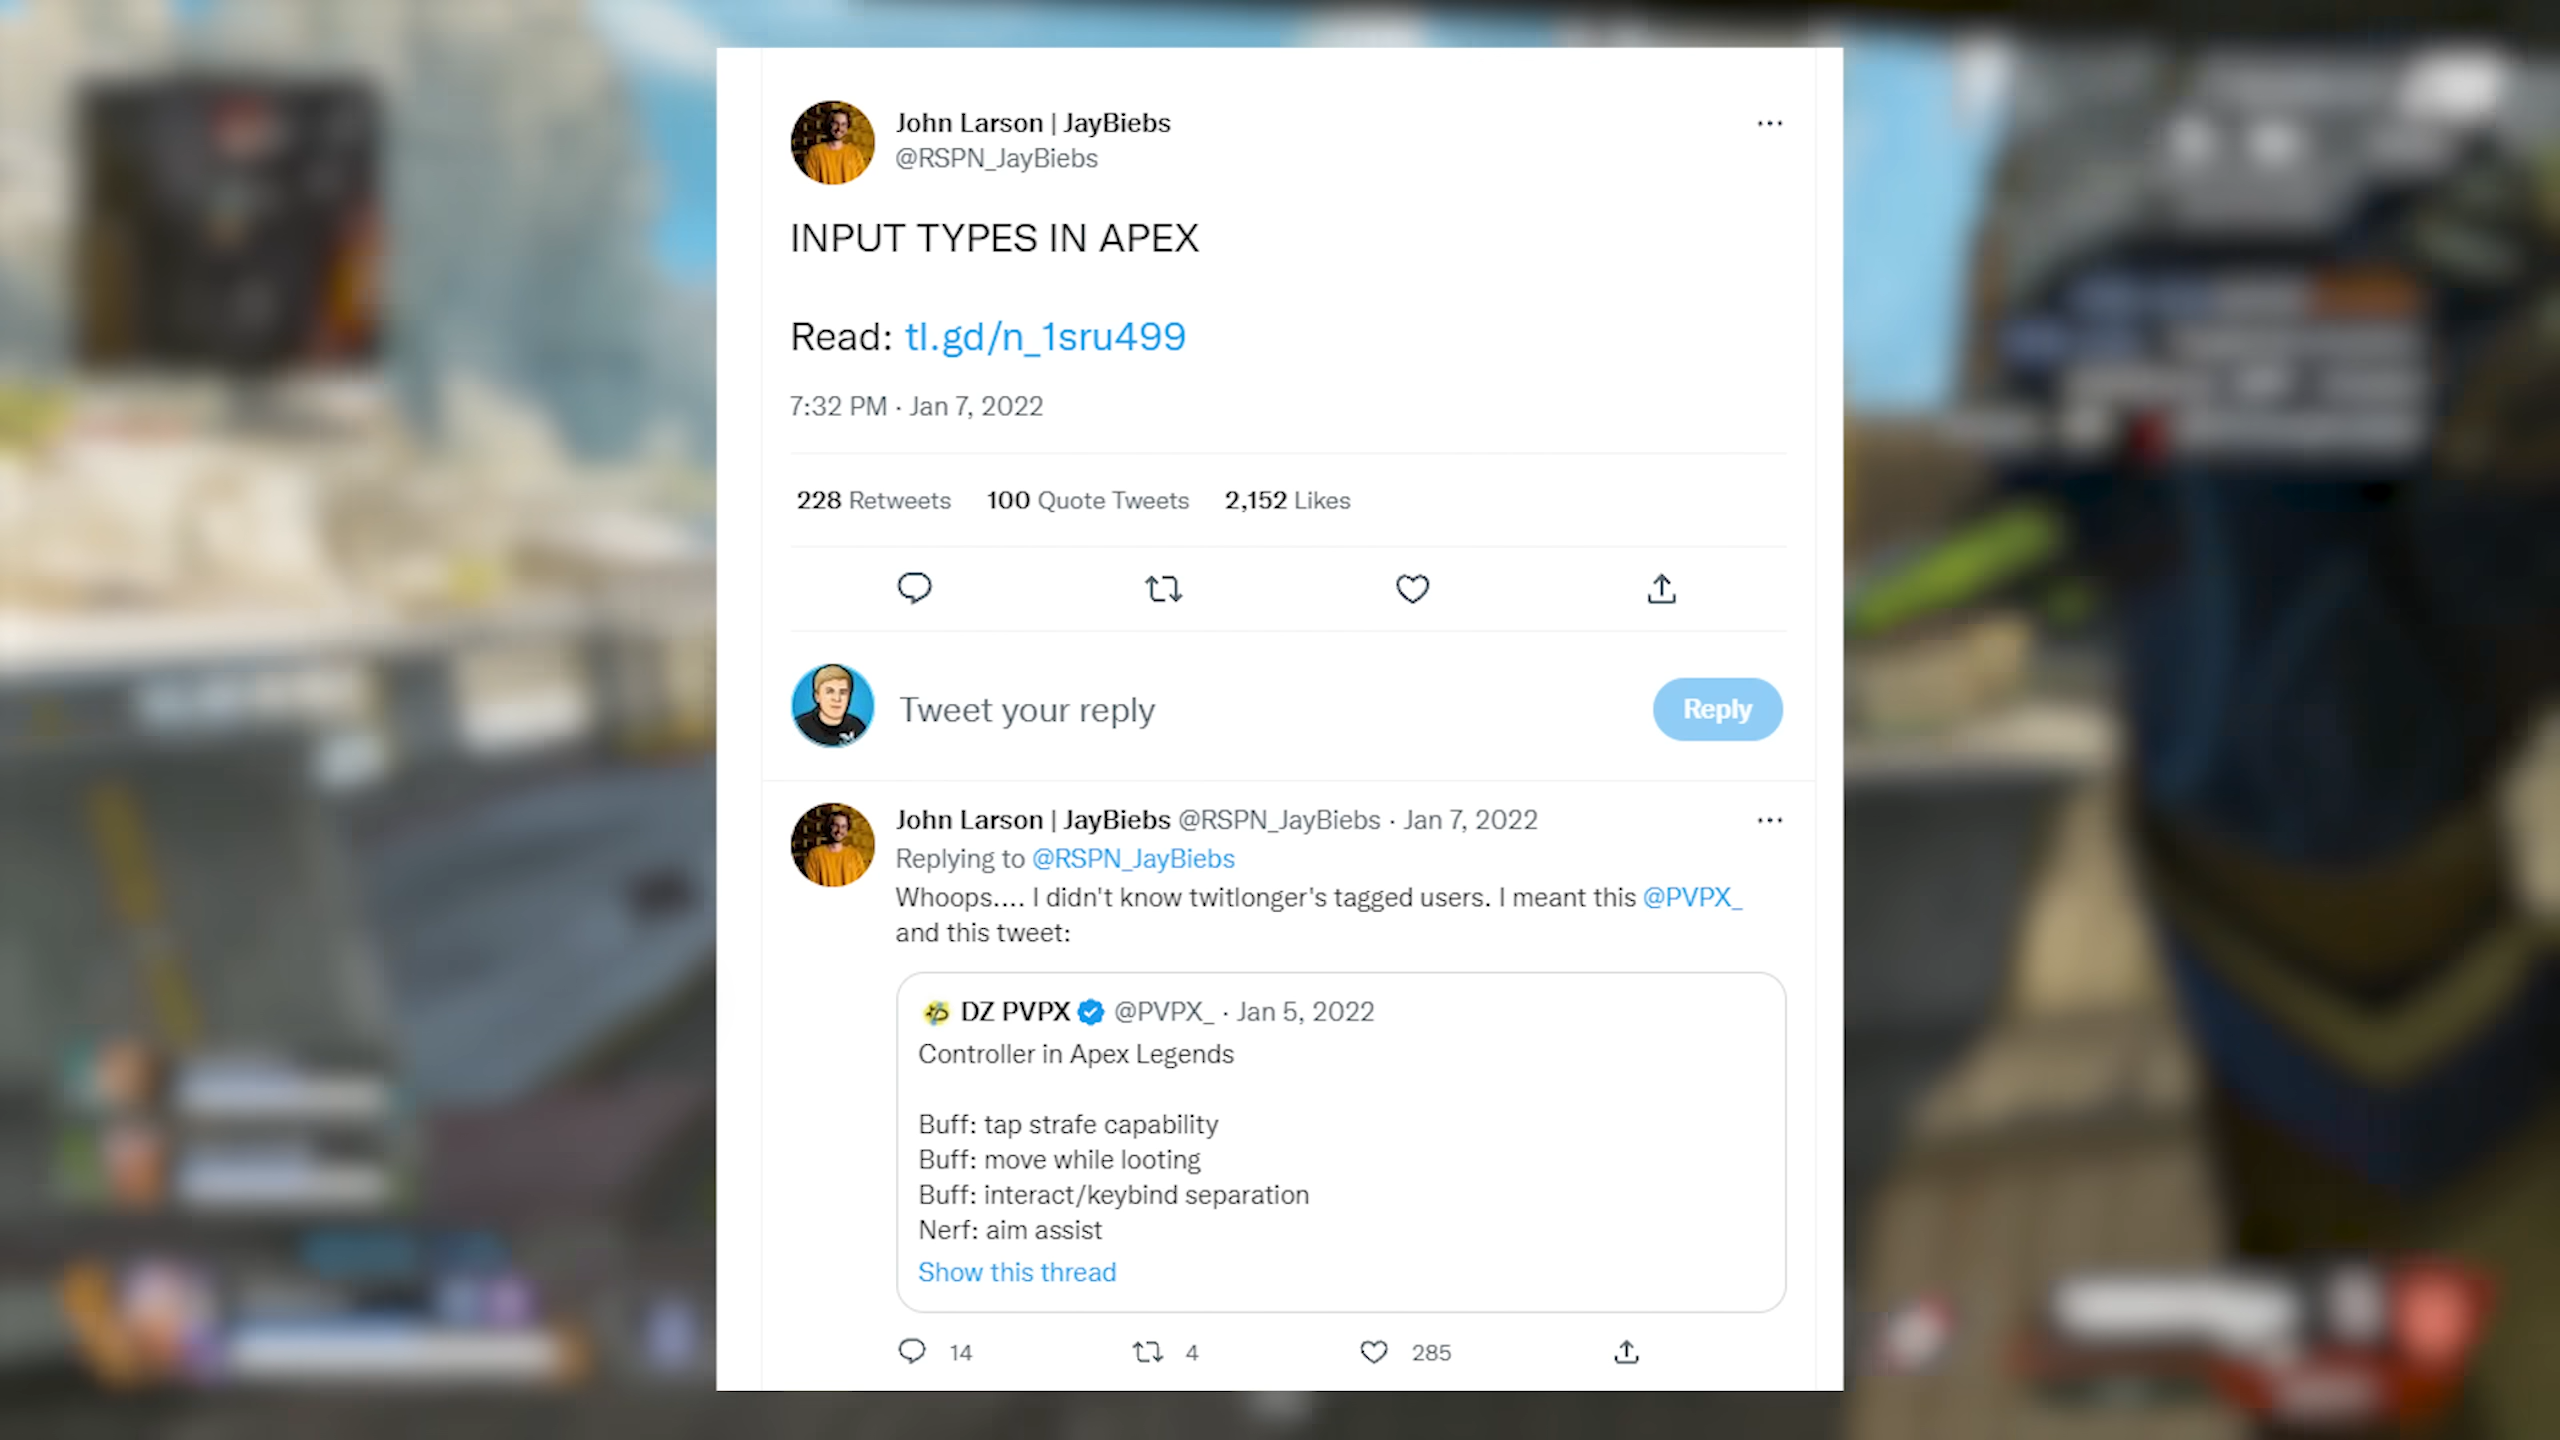 John Larson | JayBiebs
@RSPN_JayBiebs
INPUT TYPES IN APEX
Read: tl.gd/n_1sru499
7:32 PM · Jan 7, 2022
228 Retweets 100 Quote Tweets 2,152 Likes
Tweet your reply
Reply
John Larson | JayBiebs @RSPN_JayBiebs · Jan 7, 2022
Replying to @RSPN_JayBiebs
Whoops.... I didn't know twitlonger's tagged users. I meant this @PVPX_
and this tweet:
DZ PVPX @PVPX_ · Jan 5, 2022
Controller in Apex Legends
Buff: tap strafe capability
Buff: move while looting
Buff: interact/keybind separation
Nerf: aim assist
Show this thread
14 4 285